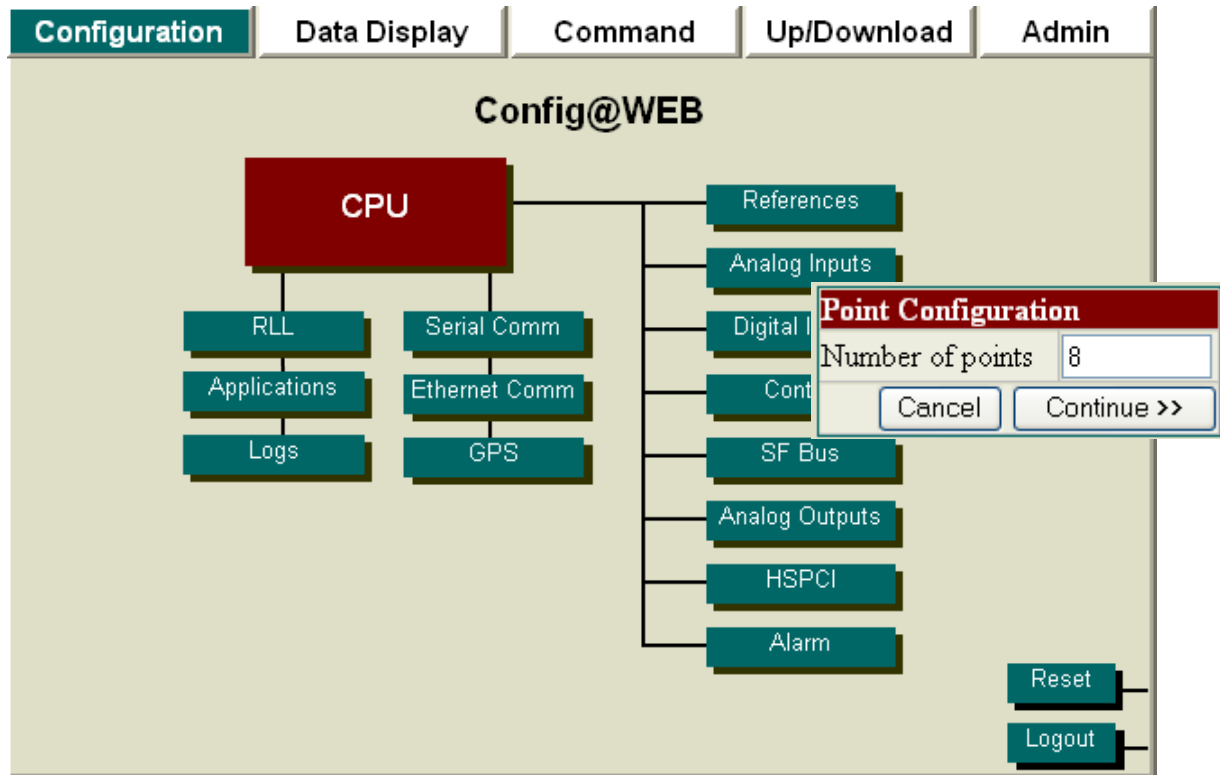 Configuration
Data Display
Command
Up/Download
Admin
Config@WEB
CPU
RLL
Applications
Logs
Serial Comm
Ethernet Comm
GPS
References
Analog Inputs
Digital
SF Bus
Analog Outputs
HSPCI
Alarm
Point Configuration
Number of points 8
Cancel Continue >>
Reset
Logout